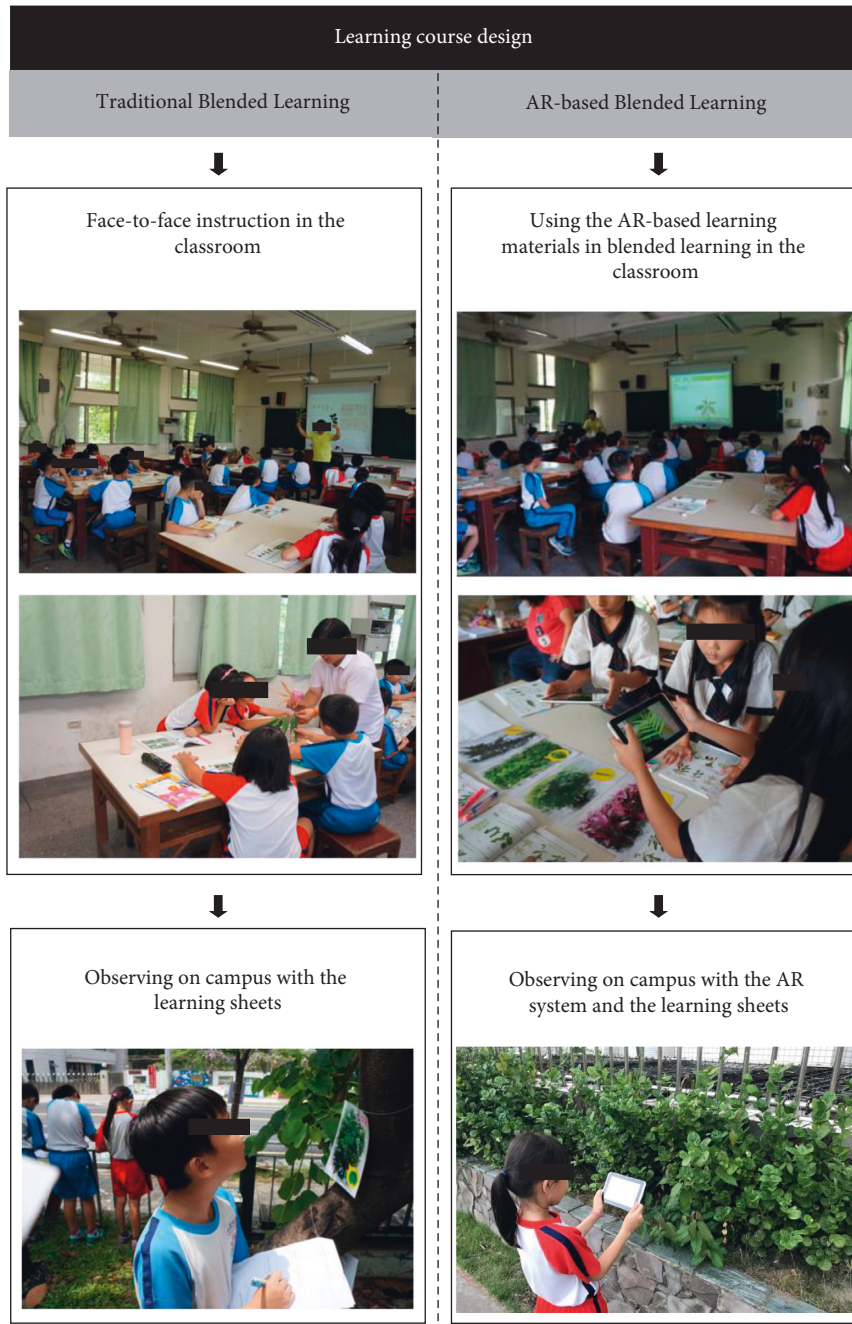 Learning course design
Traditional Blended Learning
AR-based Blended Learning
Face-to-face instruction in the
classroom
Using the AR-based learning
materials in blended learning in the
classroom
Observing on campus with the
learning sheets
Observing on campus with the AR
system and the learning sheets